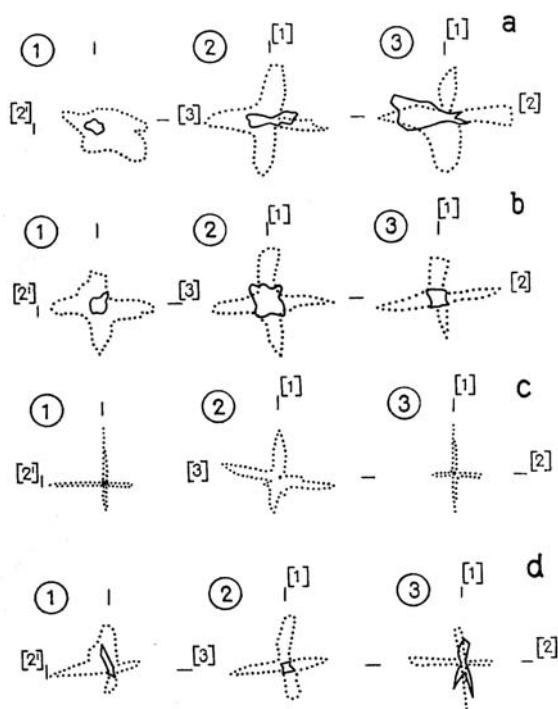 ① ② [1] ③ [1] a
[2'] [3] [2]
① ② [1] ③ [1] b
[2'] [3] [2]
① ② [1] ③ [1] c
[2'] [3] [2]
① ② [1] ③ [1] d
[2'] [3] [2]